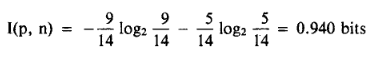 I(p, n) = − 9/14 log₂ 9/14 − 5/14 log₂ 5/14 = 0.940 bits